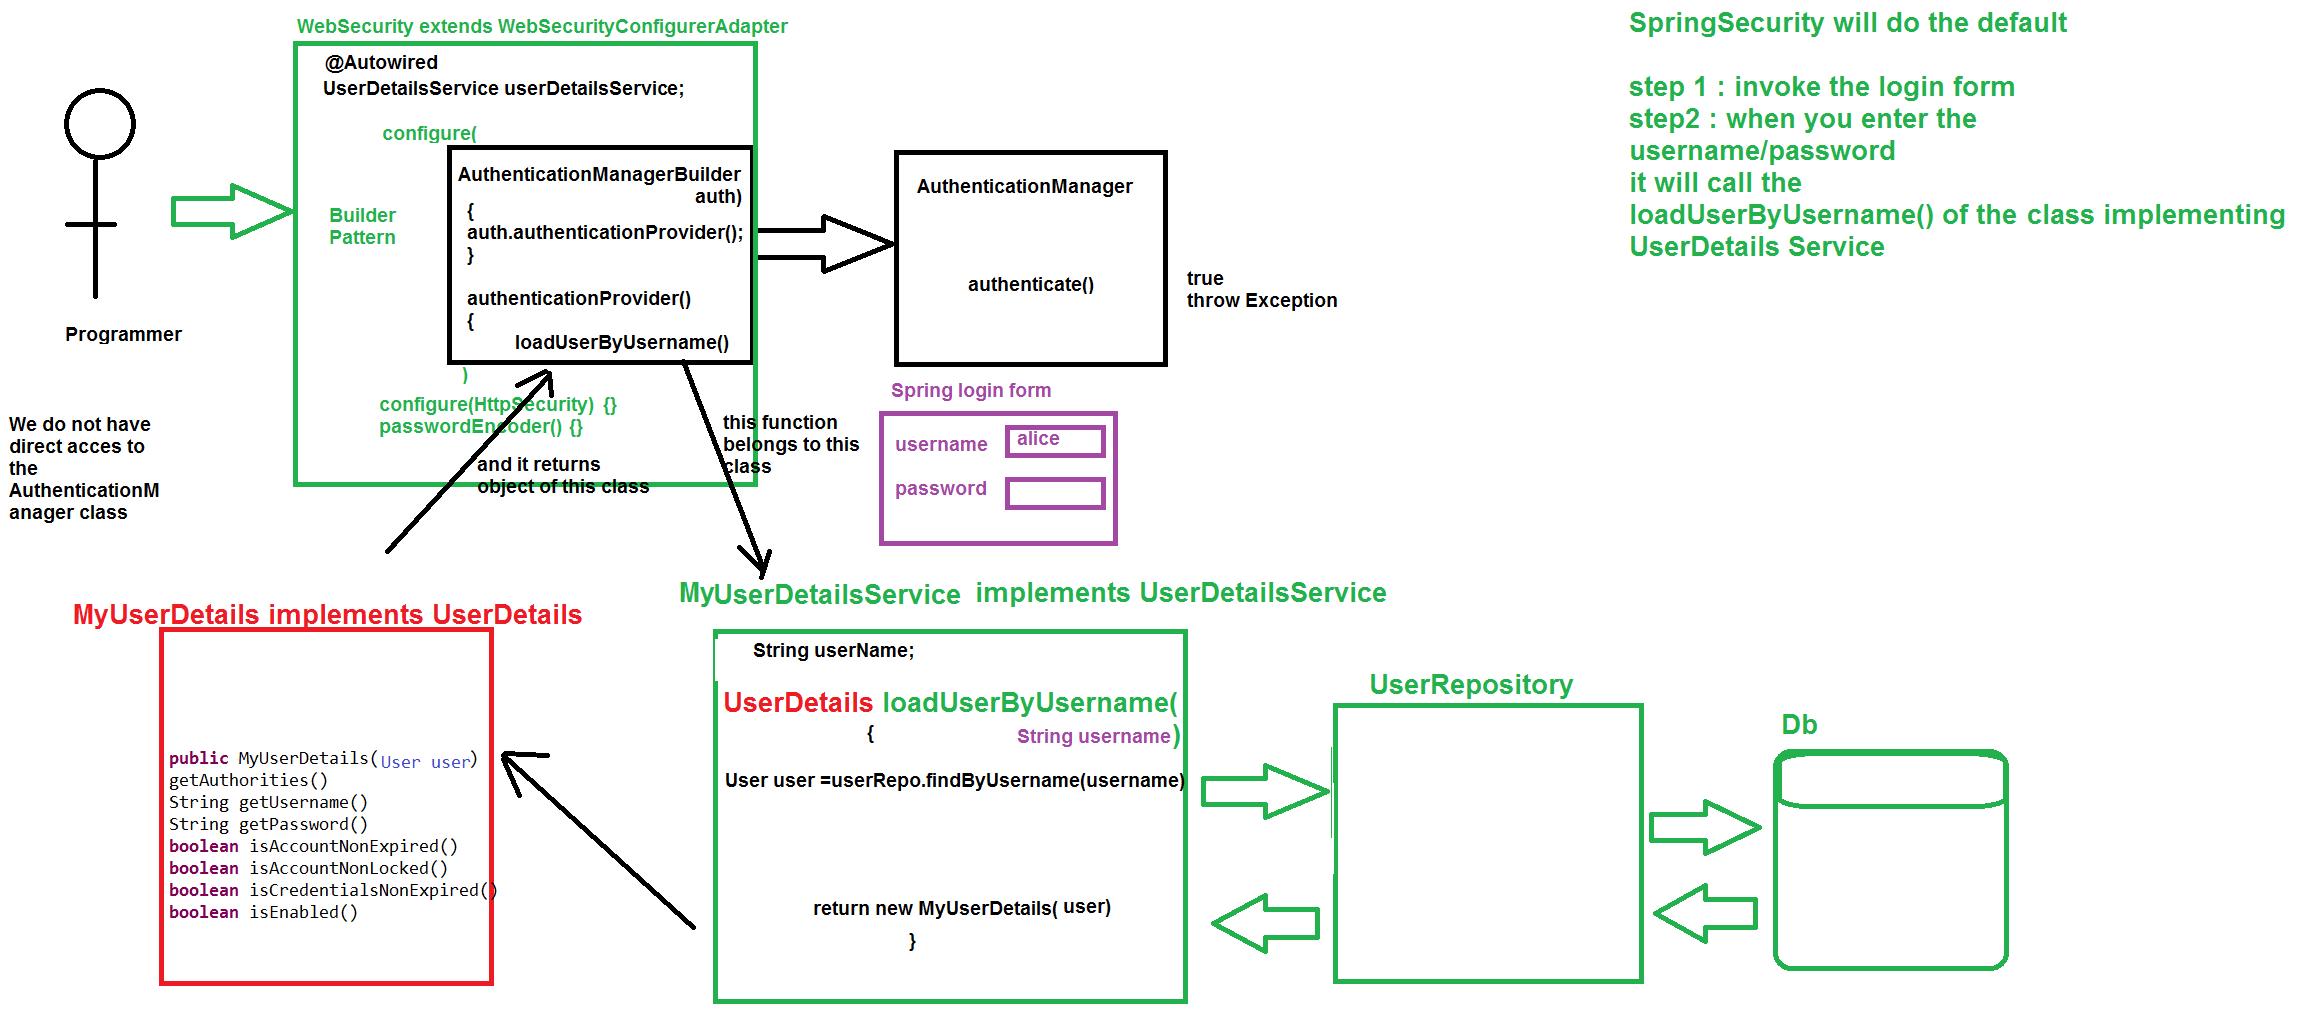 WebSecurity extends WebSecurityConfigurerAdapter
@Autowired
UserDetailsService userDetailsService;
configure(
Builder
Pattern
AuthenticationManagerBuilder
auth)
{
auth.authenticationProvider();
}
authenticationProvider()
{
loadUserByUsername()
)
configure(HttpSecurity) {}
passwordEncoder() {}
and it returns
object of this class
Programmer
We do not have
direct acces to
the
AuthenticationM
anager class
AuthenticationManager
authenticate()
true
throw Exception
SpringSecurity will do the default
step 1 : invoke the login form
step2 : when you enter the
username/password
it will call the
loadUserByUsername() of the class implementing
UserDetails Service
Spring login form
username
alice
password
this function
belongs to this
class
MyUserDetails implements UserDetails
public MyUserDetails(User user)
getAuthorities()
String getUsername()
String getPassword()
boolean isAccountNonExpired()
boolean isAccountNonLocked()
boolean isCredentialsNonExpired()
boolean isEnabled()
MyUserDetailsService implements UserDetailsService
String userName;
UserDetails loadUserByUsername(
{
String username)
User user =userRepo.findByUsername(username)
return new MyUserDetails( user)
}
UserRepository
Db